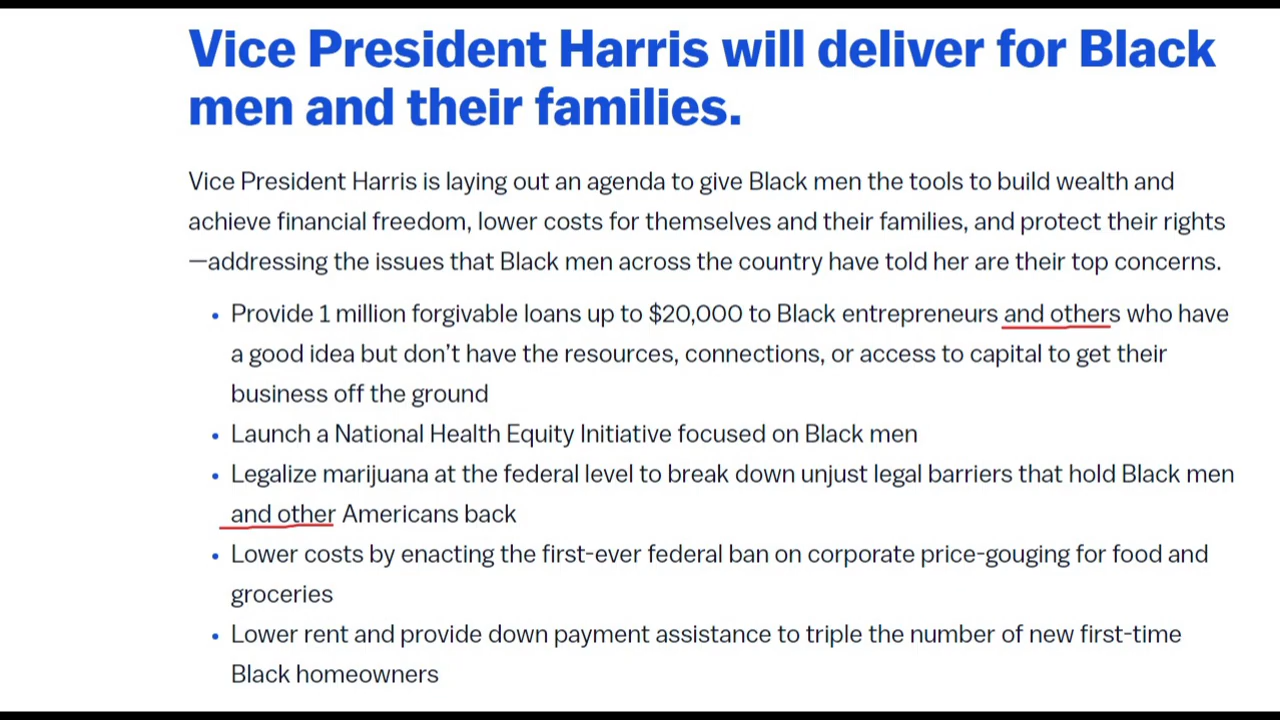 Vice President Harris will deliver for Black
men and their families.
Vice President Harris is laying out an agenda to give Black men the tools to build wealth and
achieve financial freedom, lower costs for themselves and their families, and protect their rights
—addressing the issues that Black men across the country have told her are their top concerns.
• Provide 1 million forgivable loans up to $20,000 to Black entrepreneurs and others who have
a good idea but don’t have the resources, connections, or access to capital to get their
business off the ground
• Launch a National Health Equity Initiative focused on Black men
• Legalize marijuana at the federal level to break down unjust legal barriers that hold Black men
and other Americans back
• Lower costs by enacting the first-ever federal ban on corporate price-gouging for food and
groceries
• Lower rent and provide down payment assistance to triple the number of new first-time
Black homeowners